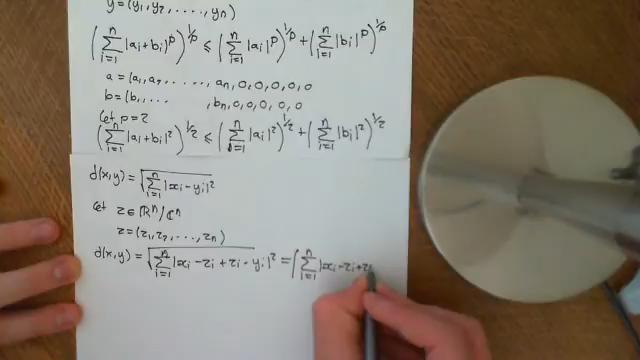 y = (y₁, y₂, ....., yₙ)
(∑ᵢ₌₁ⁿ |aᵢ + bᵢ|ᵖ)^(1/p) ≤ (∑ᵢ₌₁ⁿ |aᵢ|ᵖ)^(1/p) + (∑ᵢ₌₁ⁿ |bᵢ|ᵖ)^(1/p)
a = (a₁, a₂, ......., aₙ, 0, 0, 0, 0, 0
b = (b₁, .... , bₙ, 0, 0, 0, 0, 0
Let p = 2
(∑ᵢ₌₁ⁿ |aᵢ + bᵢ|²)^(1/2) ≤ (∑ᵢ₌₁ⁿ |aᵢ|²)^(1/2) + (∑ᵢ₌₁ⁿ |bᵢ|²)^(1/2)
d(x,y) = √(∑ᵢ₌₁ⁿ |xᵢ - yᵢ|²)
Let z ∈ ℝⁿ/ℂⁿ
z = (z₁, z₂, ...., zₙ)
d(x,y) = √(∑ᵢ₌₁ⁿ |xᵢ - zᵢ + zᵢ - yᵢ|²) = (∑ᵢ₌₁ⁿ |xᵢ - zᵢ + z